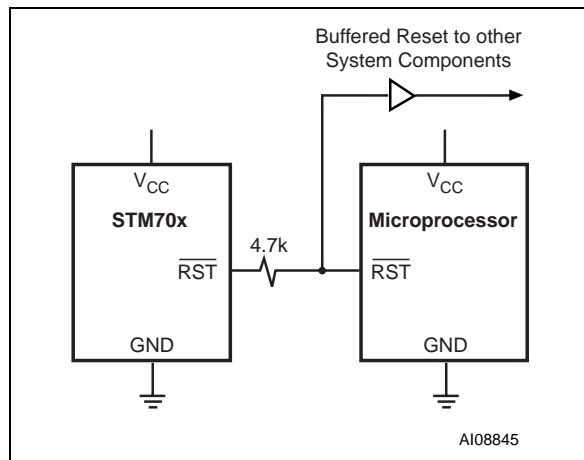 Buffered Reset to other
System Components
VCC
VCC
STM70x
Microprocessor
4.7k
RST
RST
GND
GND
AI08845